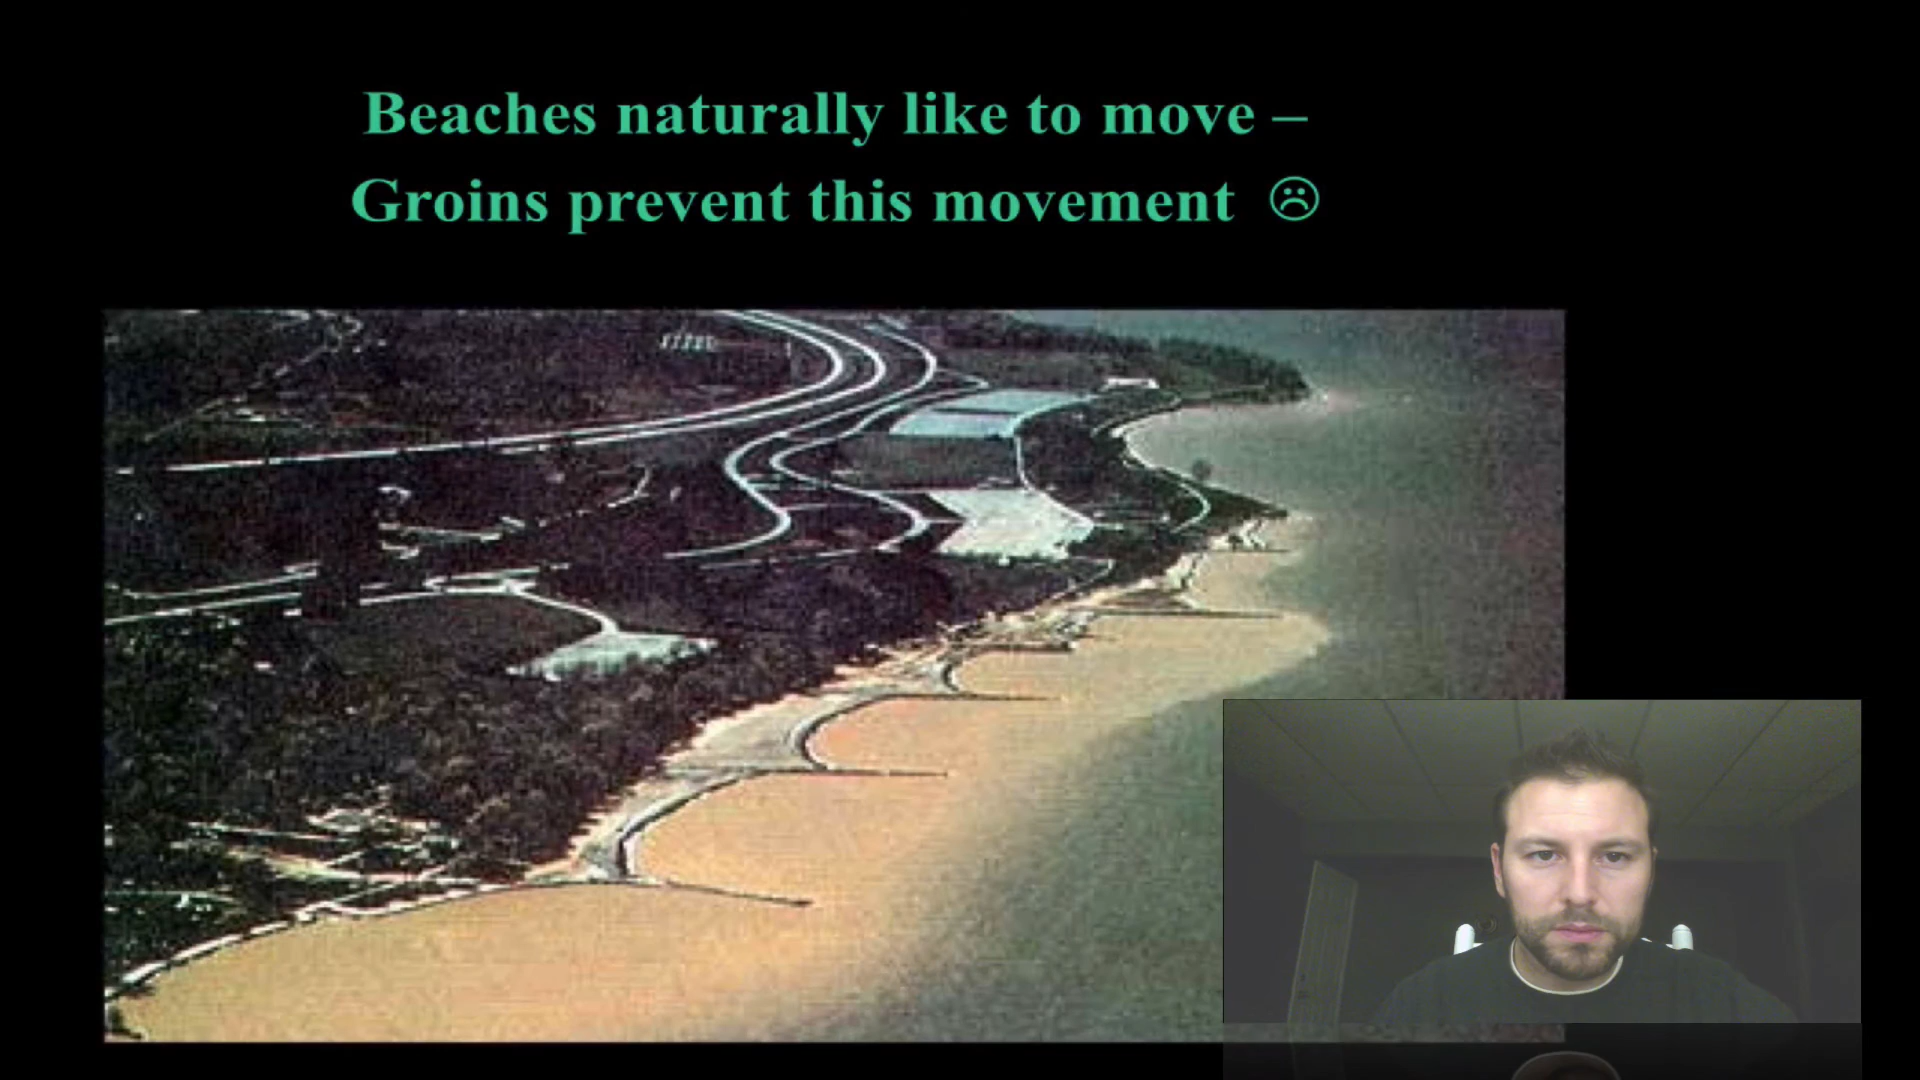 Beaches naturally like to move –
Groins prevent this movement ☹